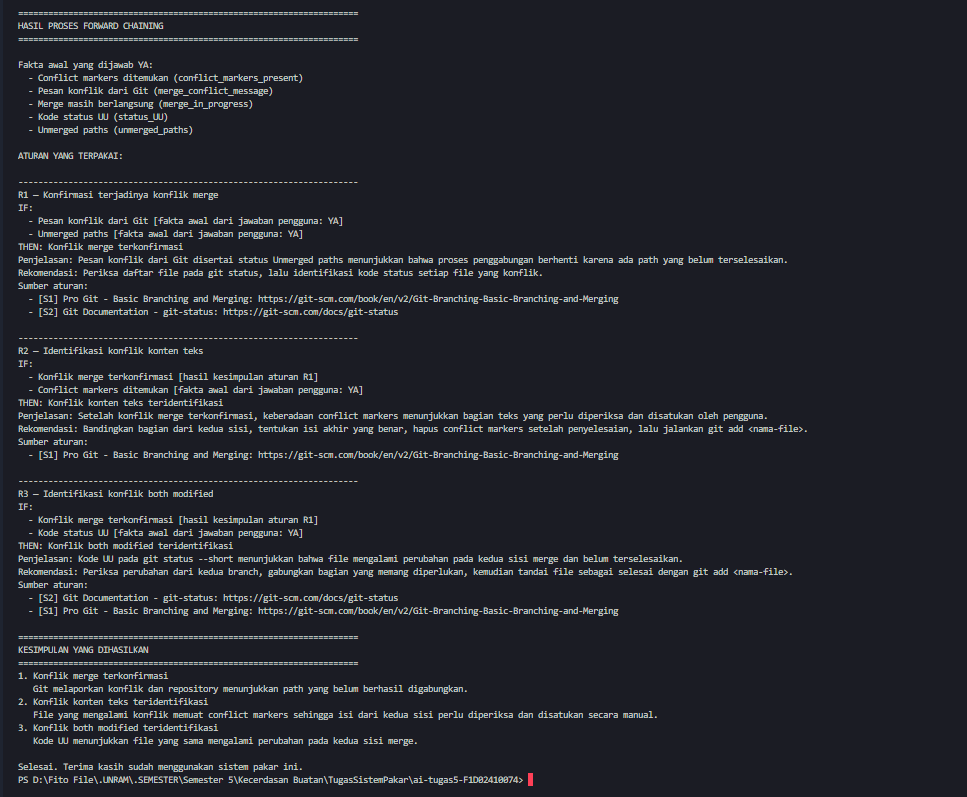 ====================================================================
HASIL PROSES FORWARD CHAINING
====================================================================
Fakta awal yang dijawab YA:
- Conflict markers ditemukan (conflict_markers_present)
- Pesan konflik dari Git (merge_conflict_message)
- Merge masih berlangsung (merge_in_progress)
- Kode status UU (status_UU)
- Unmerged paths (unmerged_paths)
ATURAN YANG TERPAKAI:
--------------------------------------------------------------------
R1 — Konfirmasi terjadinya konflik merge
IF:
- Pesan konflik dari Git [fakta awal dari jawaban pengguna: YA]
- Unmerged paths [fakta awal dari jawaban pengguna: YA]
THEN: Konflik merge terkonfirmasi
Penjelasan: Pesan konflik dari Git disertai status Unmerged paths menunjukkan bahwa proses penggabungan berhenti karena ada path yang belum terselesaikan.
Rekomendasi: Periksa daftar file pada git status, lalu identifikasi kode status setiap file yang konflik.
Sumber aturan:
- [S1] Pro Git - Basic Branching and Merging: https://git-scm.com/book/en/v2/Git-Branching-Basic-Branching-and-Merging
- [S2] Git Documentation - git-status: https://git-scm.com/docs/git-status
--------------------------------------------------------------------
R2 — Identifikasi konflik konten teks
IF:
- Konflik merge terkonfirmasi [hasil kesimpulan aturan R1]
- Conflict markers ditemukan [fakta awal dari jawaban pengguna: YA]
THEN: Konflik konten teks teridentifikasi
Penjelasan: Setelah konflik merge terkonfirmasi, keberadaan conflict markers menunjukkan bagian teks yang perlu diperiksa dan disatukan oleh pengguna.
Rekomendasi: Bandingkan bagian dari kedua sisi, tentukan isi akhir yang benar, hapus conflict markers setelah penyelesaian, lalu jalankan git add <nama-file>.
Sumber aturan:
- [S1] Pro Git - Basic Branching and Merging: https://git-scm.com/book/en/v2/Git-Branching-Basic-Branching-and-Merging
--------------------------------------------------------------------
R3 — Identifikasi konflik both modified
IF:
- Konflik merge terkonfirmasi [hasil kesimpulan aturan R1]
- Kode status UU [fakta awal dari jawaban pengguna: YA]
THEN: Konflik both modified teridentifikasi
Penjelasan: Kode UU pada git status --short menunjukkan bahwa file mengalami perubahan pada kedua sisi merge dan belum terselesaikan.
Rekomendasi: Periksa perubahan dari kedua branch, gabungkan bagian yang memang diperlukan, kemudian tandai file sebagai selesai dengan git add <nama-file>.
Sumber aturan:
- [S2] Git Documentation - git-status: https://git-scm.com/docs/git-status
- [S1] Pro Git - Basic Branching and Merging: https://git-scm.com/book/en/v2/Git-Branching-Basic-Branching-and-Merging
====================================================================
KESIMPULAN YANG DIHASILKAN
====================================================================
1. Konflik merge terkonfirmasi
Git melaporkan konflik dan repository menunjukkan path yang belum berhasil digabungkan.
2. Konflik konten teks teridentifikasi
File yang mengalami konflik memuat conflict markers sehingga isi dari kedua sisi perlu diperiksa dan disatukan secara manual.
3. Konflik both modified teridentifikasi
Kode UU menunjukkan file yang sama mengalami perubahan pada kedua sisi merge.
Selesai. Terima kasih sudah menggunakan sistem pakar ini.
PS D:\Fito File\.UNRAM\.SEMESTER\Semester 5\Kecerdasan Buatan\TugasSistemPakar\ai-tugas5-F1D02410074>